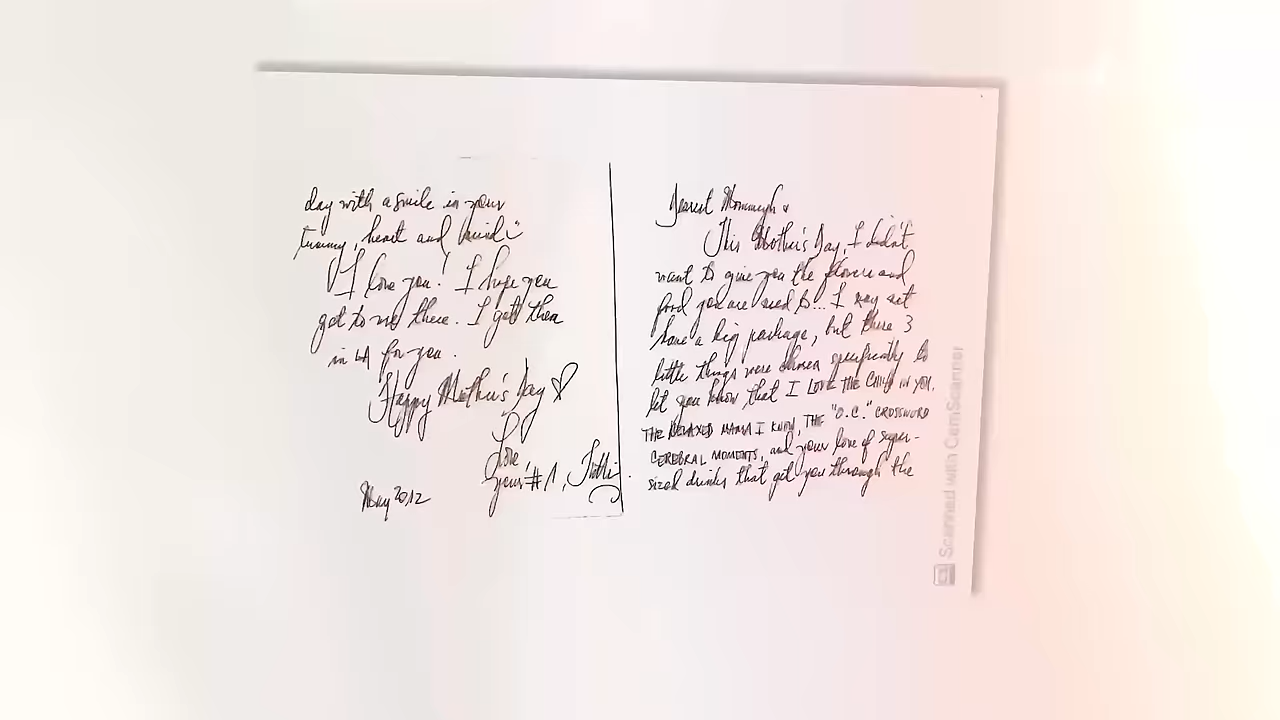 Dearest Mommyh
This Mother's Day, I didn't
want to give you the flowers and
food you are used to... I may not
have a big package, but these 3
little things were chosen specifically to
let you know that I LOVE THE CHILD IN YOU,
THE RELAXED MAMA I KNOW, THE "O.C." CROSSWORD
CEREBRAL MOMENTS, and your love of super-
sized drinks that get you through the
day with a smile in your
tummy, heart and mind
I love you! I hope you
get to there. I got them
in LA for you.
Happy Mother's Day ♡
Love,
your #1,
May 2012
Scanned with CamScanner